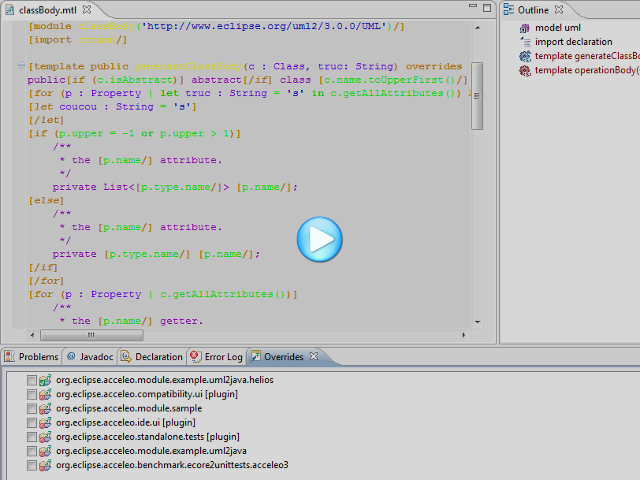 classBody.mtl
[module classBody('http://www.eclipse.org/uml2/3.0.0/UML')/]
[import common/]
[template public generateClassBody(c : Class, truc: String) overrides
public[if (c.isAbstract)] abstract[/if] class [c.name.toUpperFirst()/]
[for (p : Property | let truc : String = 's' in c.getAllAttributes())
[let coucou : String = 's']
[/let]
[if (p.upper = -1 or p.upper > 1)]
/**
* the [p.name/] attribute.
*/
private List<[p.type.name/]> [p.name/];
[else]
/**
* the [p.name/] attribute.
*/
private [p.type.name/] [p.name/];
[/if]
[/for]
[for (p : Property | c.getAllAttributes())]
/**
* the [p.name/] getter.
Outline
model uml
import declaration
template generateClassBo
template operationBody(
Problems @ Javadoc Declaration Error Log Overrides
org.eclipse.acceleo.module.example.uml2java.helios
org.eclipse.acceleo.compatibility.ui [plugin]
org.eclipse.acceleo.module.sample
org.eclipse.acceleo.ide.ui [plugin]
org.eclipse.acceleo.standalone.tests [plugin]
org.eclipse.acceleo.module.example.uml2java
org.eclipse.acceleo.benchmark.ecore2unittests.acceleo3